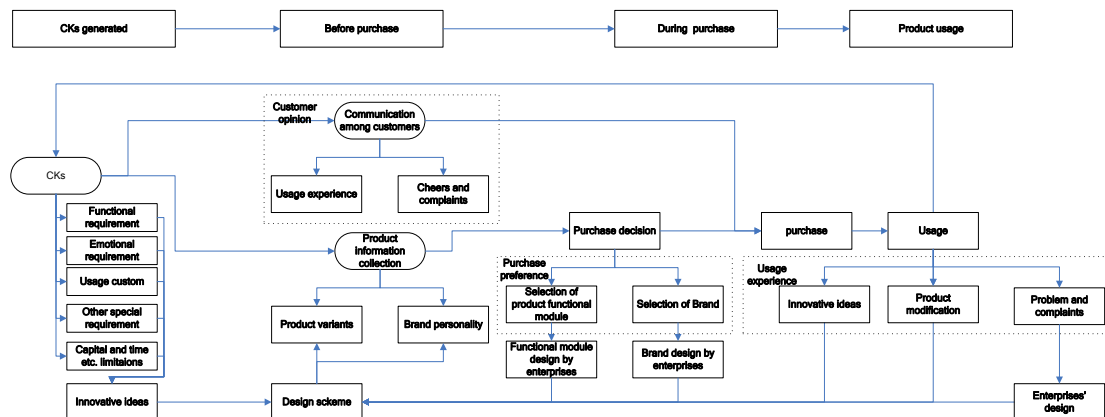 CKs generated
Before purchase
During purchase
Product usage
Customer
opinion
Communication
among customers
CKs
Usage experience
Cheers and
complaints
Functional
requirement
Emotional
requirement
Usage custom
Other special
requirement
Capital and time
etc. limitaions
Innovative ideas
Product
information
collection
Product variants
Brand personality
Design sckeme
Purchase decision
purchase
Usage
Purchase
preference
Selection of
product functional
module
Selection of Brand
Functional module
design by
enterprises
Brand design by
enterprises
Usage
experience
Innovative ideas
Product
modification
Problem and
complaints
Enterprises'
design